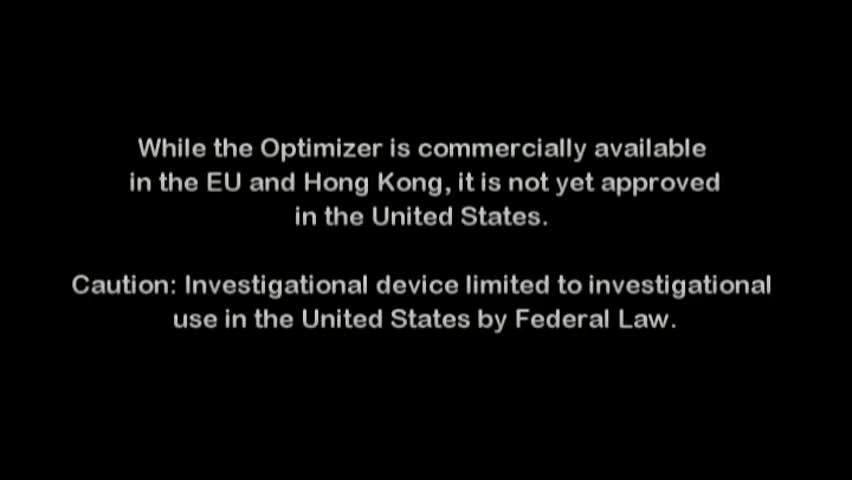 While the Optimizer is commercially available
in the EU and Hong Kong, it is not yet approved
in the United States.
Caution: Investigational device limited to investigational
use in the United States by Federal Law.